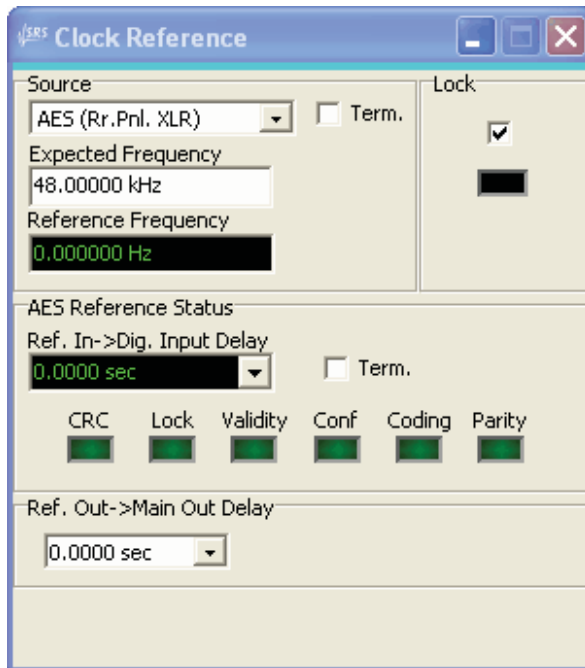 SRS Clock Reference
Source
Lock
AES (Rr.Pnl. XLR)
Term.
Expected Frequency
48.00000 kHz
Reference Frequency
0.000000 Hz
AES Reference Status
Ref. In->Dig. Input Delay
0.0000 sec
Term.
CRC Lock Validity Conf Coding Parity
Ref. Out->Main Out Delay
0.0000 sec